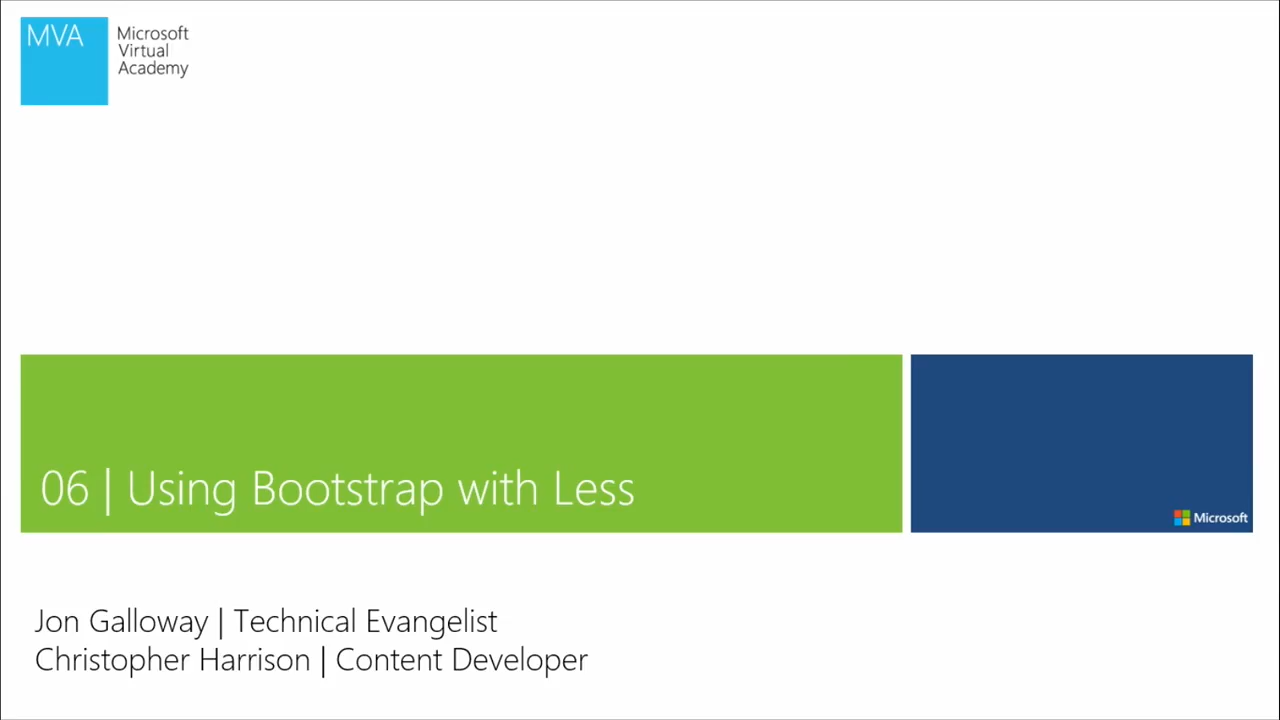 MVA
Microsoft
Virtual
Academy
06 | Using Bootstrap with Less
Microsoft
Jon Galloway | Technical Evangelist
Christopher Harrison | Content Developer